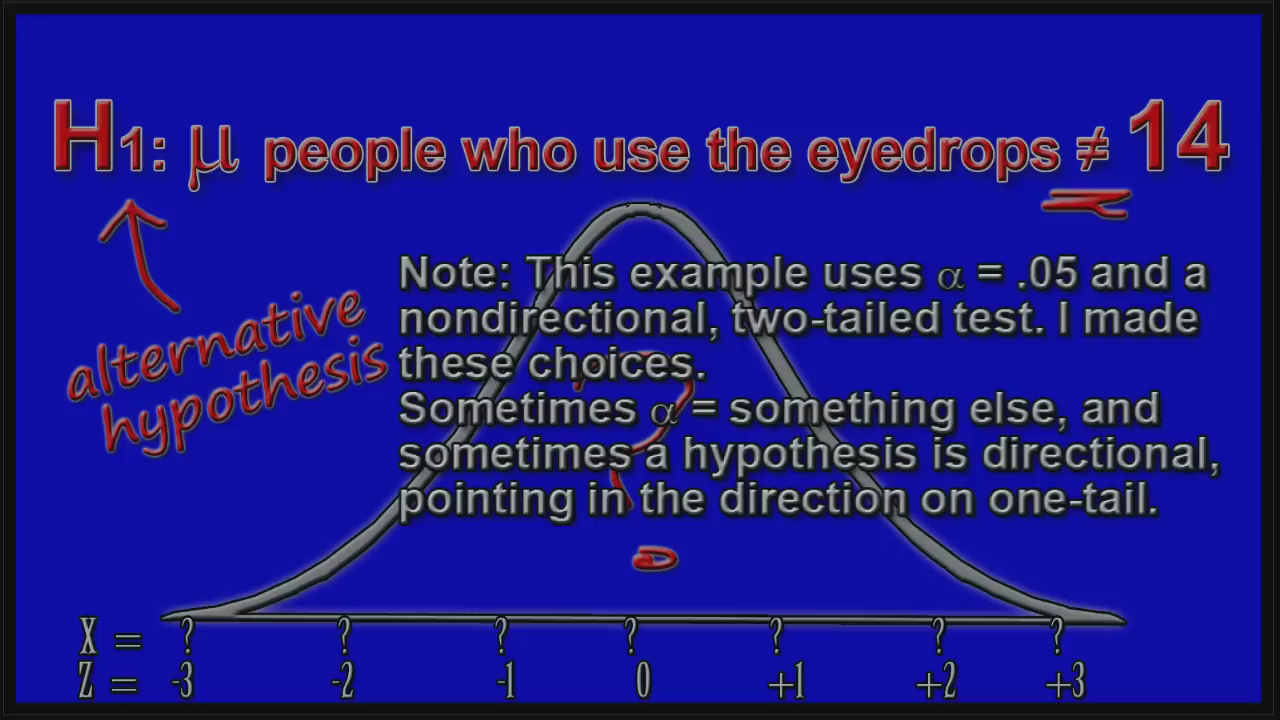 H1: μ people who use the eyedrops ≠ 14
alternative
hypothesis
Note: This example uses α = .05 and a
nondirectional, two-tailed test. I made
these choices.
Sometimes α = something else, and
sometimes a hypothesis is directional,
pointing in the direction on one-tail.
?
X = ? ? ? ? ? ? ?
Z = -3 -2 -1 0 +1 +2 +3